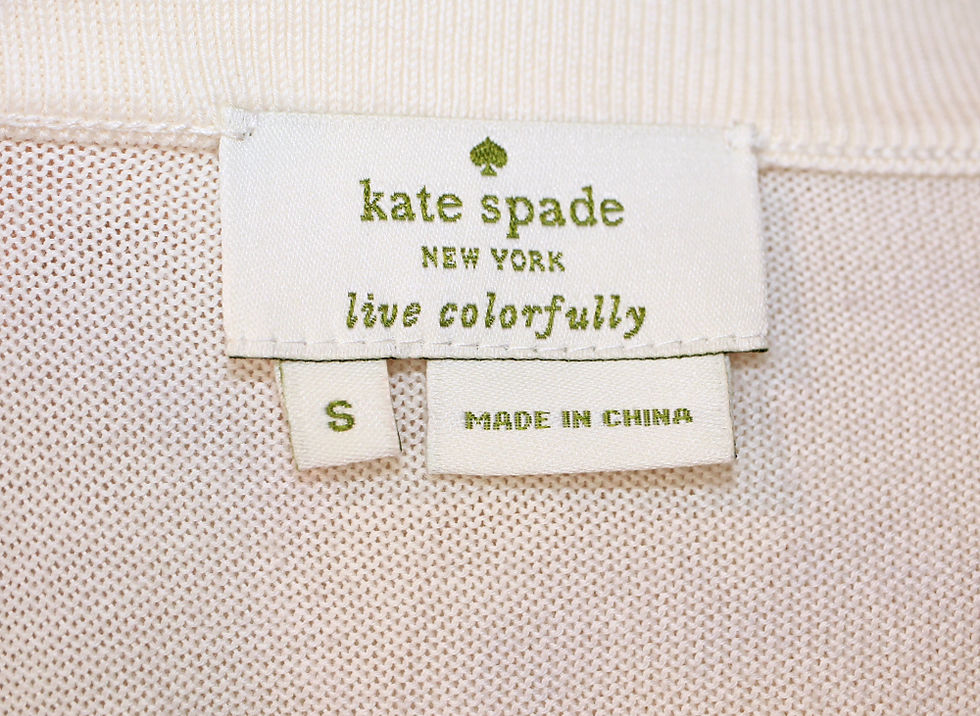 kate spade
NEW YORK
live colorfully
S
MADE IN CHINA